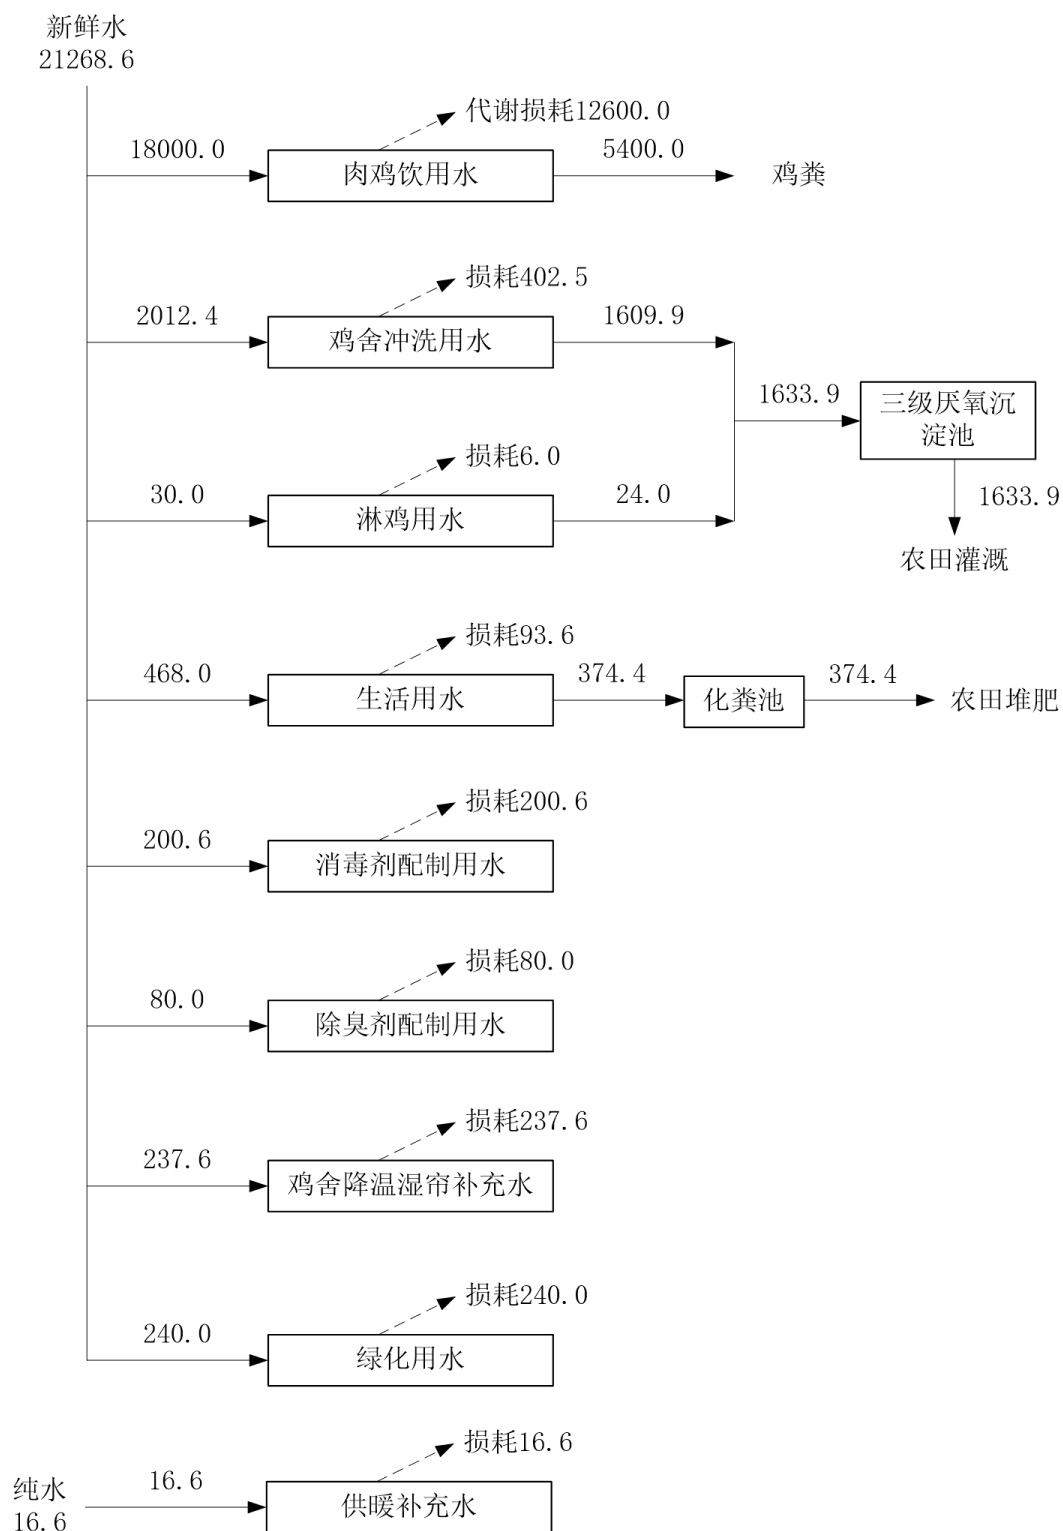 新鲜水
21268.6
代谢损耗12600.0
18000.0
肉鸡饮用水
5400.0
鸡粪
损耗402.5
2012.4
鸡舍冲洗用水
1609.9
1633.9
三级厌氧沉
淀池
1633.9
农田灌溉
损耗6.0
30.0
淋鸡用水
24.0
损耗93.6
468.0
生活用水
374.4
化粪池
374.4
农田堆肥
损耗200.6
200.6
消毒剂配制用水
损耗80.0
80.0
除臭剂配制用水
损耗237.6
237.6
鸡舍降温湿帘补充水
损耗240.0
240.0
绿化用水
损耗16.6
纯水
16.6
16.6
供暖补充水